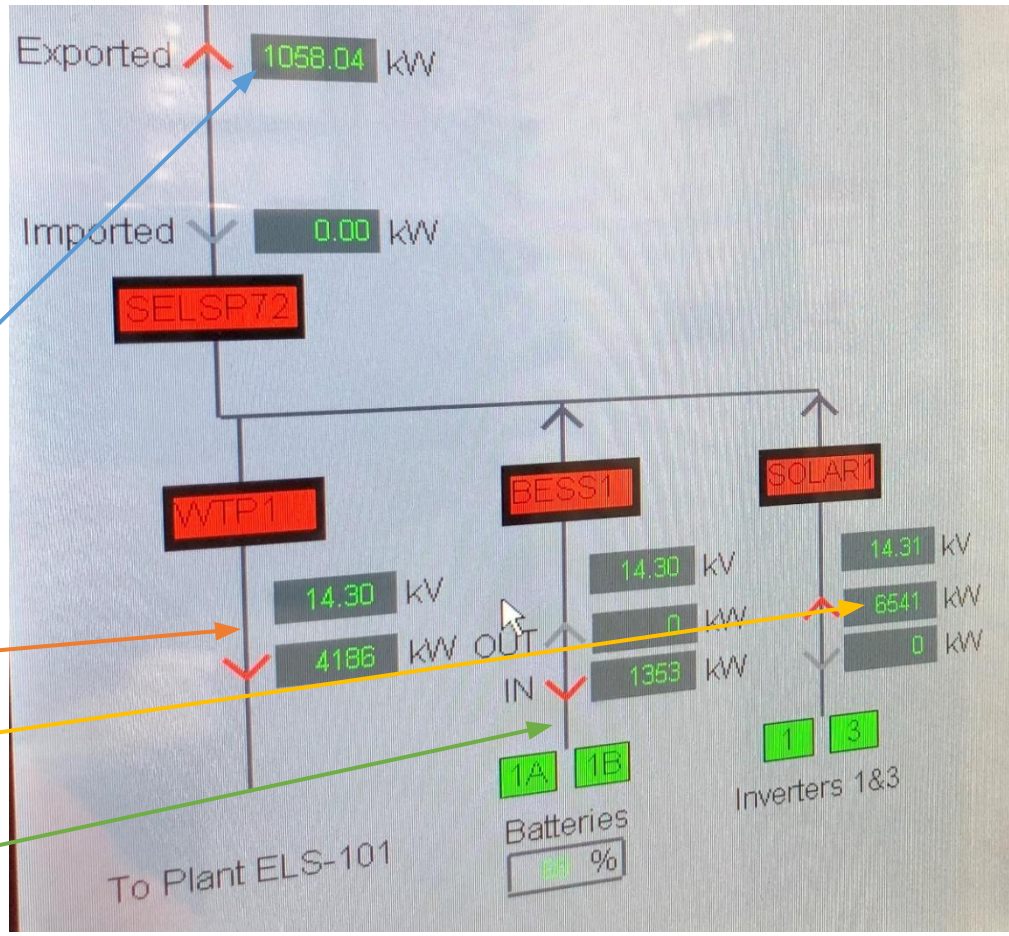 Exported 1058.04 kW
Imported 0.00 kW
SELSP72
WTP1 BESS1 SOLAR1
14.30 kV 14.30 kV 14.31 kV
4186 kW OUT 0 kW 6541 kW
IN 1353 kW 0 kW
1A 1B 1 3
Batteries Inverters 1&3
%
To Plant ELS-101